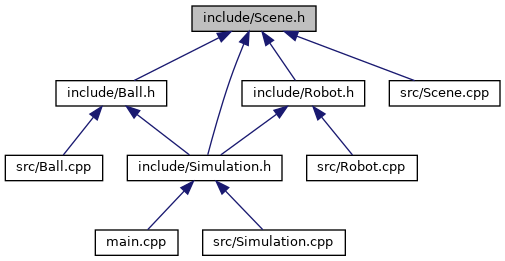 include/Scene.h
include/Ball.h
include/Robot.h
src/Scene.cpp
src/Ball.cpp
include/Simulation.h
src/Robot.cpp
main.cpp
src/Simulation.cpp